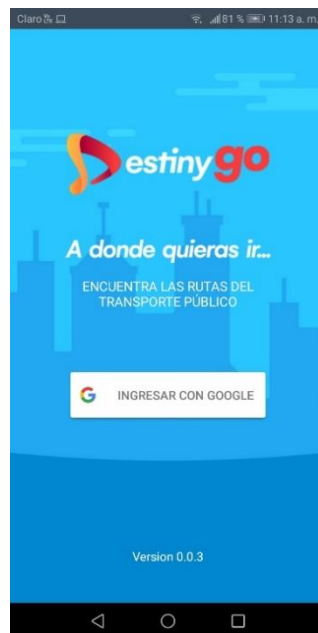 Claro 81 % 11:13 a. m.
Destinygo
A donde quieras ir...
ENCUENTRA LAS RUTAS DEL
TRANSPORTE PÚBLICO
G INGRESAR CON GOOGLE
Version 0.0.3